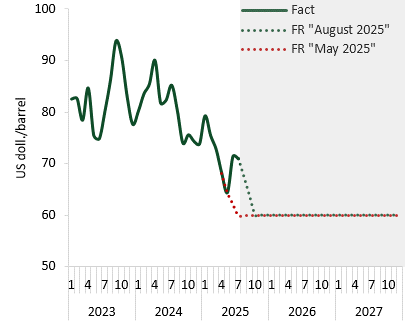 Fact
FR "August 2025"
FR "May 2025"
US doll./barrel
100
90
80
70
60
50
1 4 7 10 1 4 7 10 1 4 7 10 1 4 7 10 1 4 7 10
2023 2024 2025 2026 2027